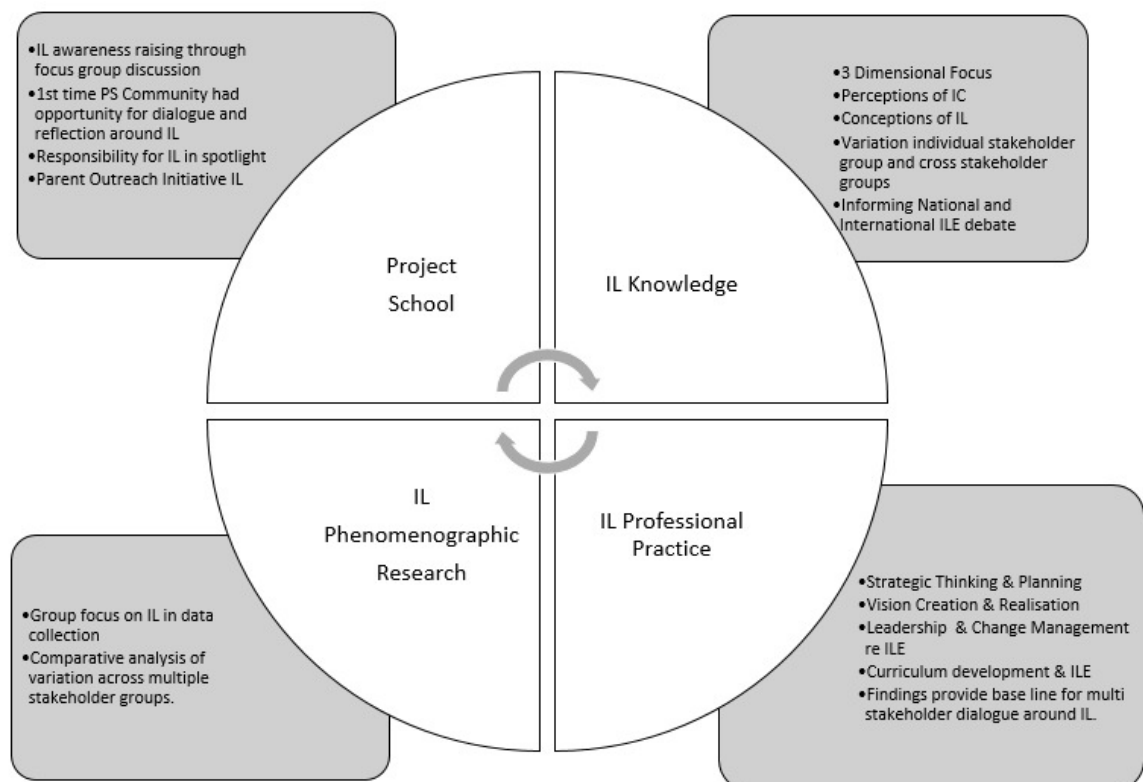 •IL awareness raising through
focus group discussion
•1st time PS Community had
opportunity for dialogue and
reflection around IL
•Responsibility for IL in spotlight
•Parent Outreach Initiative IL
•3 Dimensional Focus
•Perceptions of IC
•Conceptions of IL
•Variation individual stakeholder
group and cross stakeholder
groups
•Informing National and
International ILE debate
Project
School
IL Knowledge
IL
Phenomenographic
Research
IL Professional
Practice
•Group focus on IL in data
collection
•Comparative analysis of
variation across multiple
stakeholder groups.
•Strategic Thinking & Planning
•Vision Creation & Realisation
•Leadership & Change Management
re ILE
•Curriculum development & ILE
•Findings provide base line for multi
stakeholder dialogue around IL.